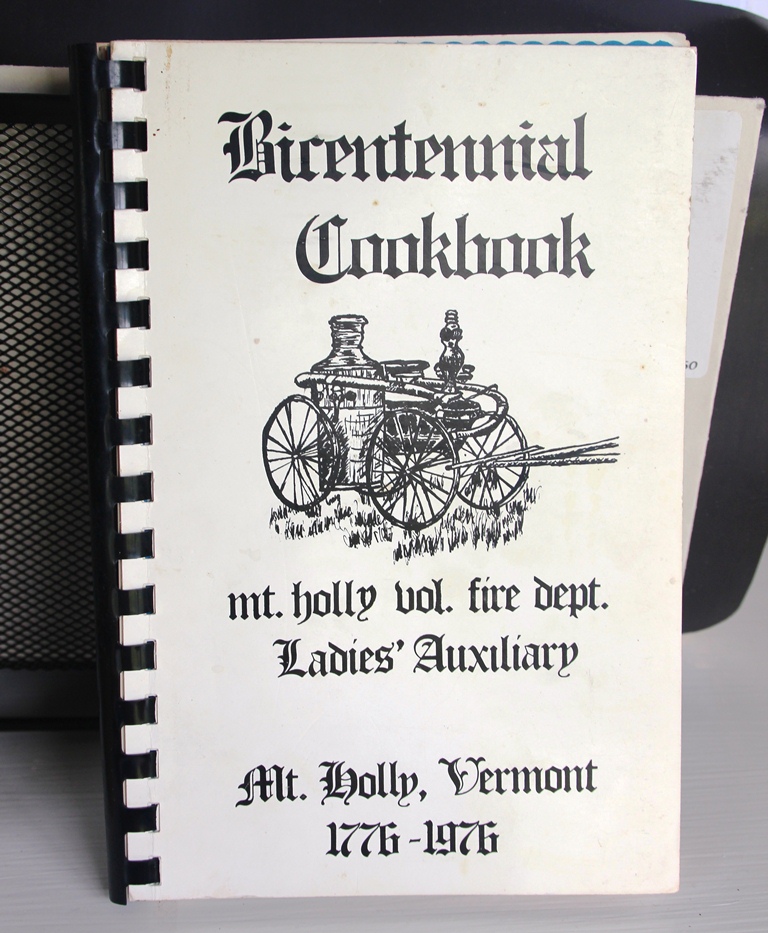 Bicentennial
Cookbook
mt. holly vol. fire dept.
Ladies' Auxiliary
Mt. Holly, Vermont
1776-1976